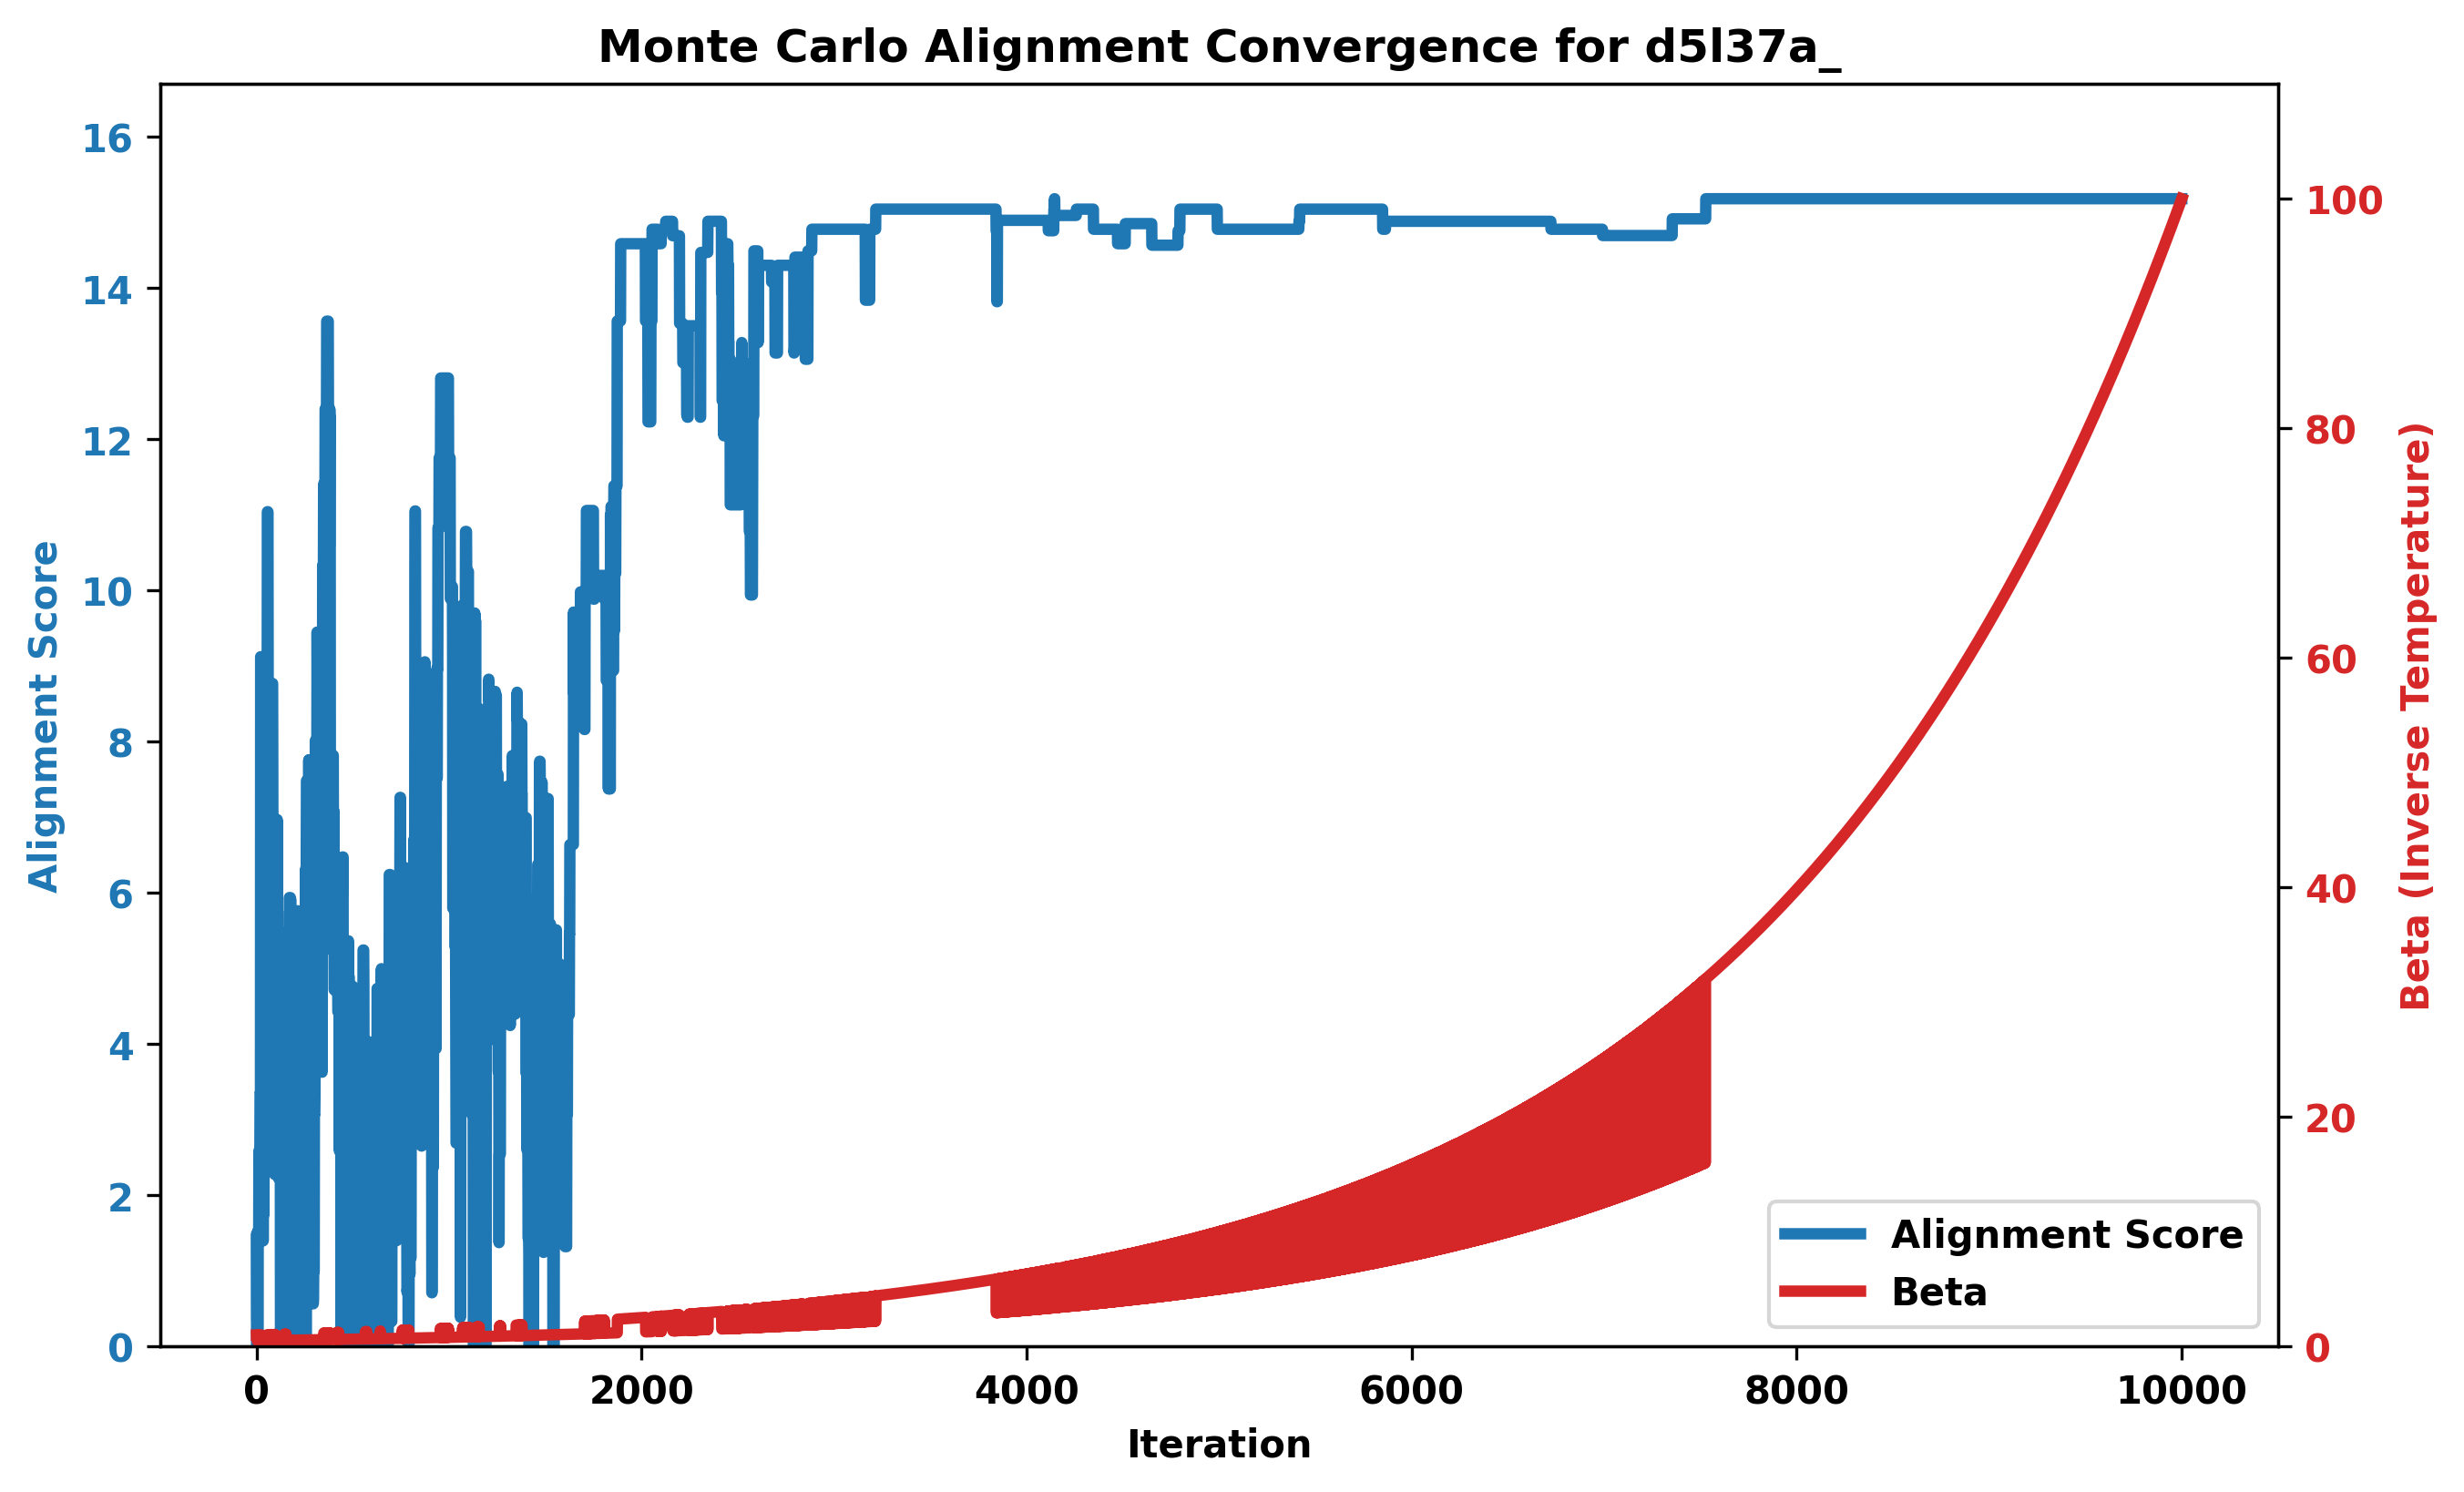 Monte Carlo Alignment Convergence for d5l37a_
16
14
12
10
8
6
4
2
0
Alignment Score
100
80
60
40
20
0
Beta (Inverse Temperature)
Alignment Score
Beta
0 2000 4000 6000 8000 10000
Iteration